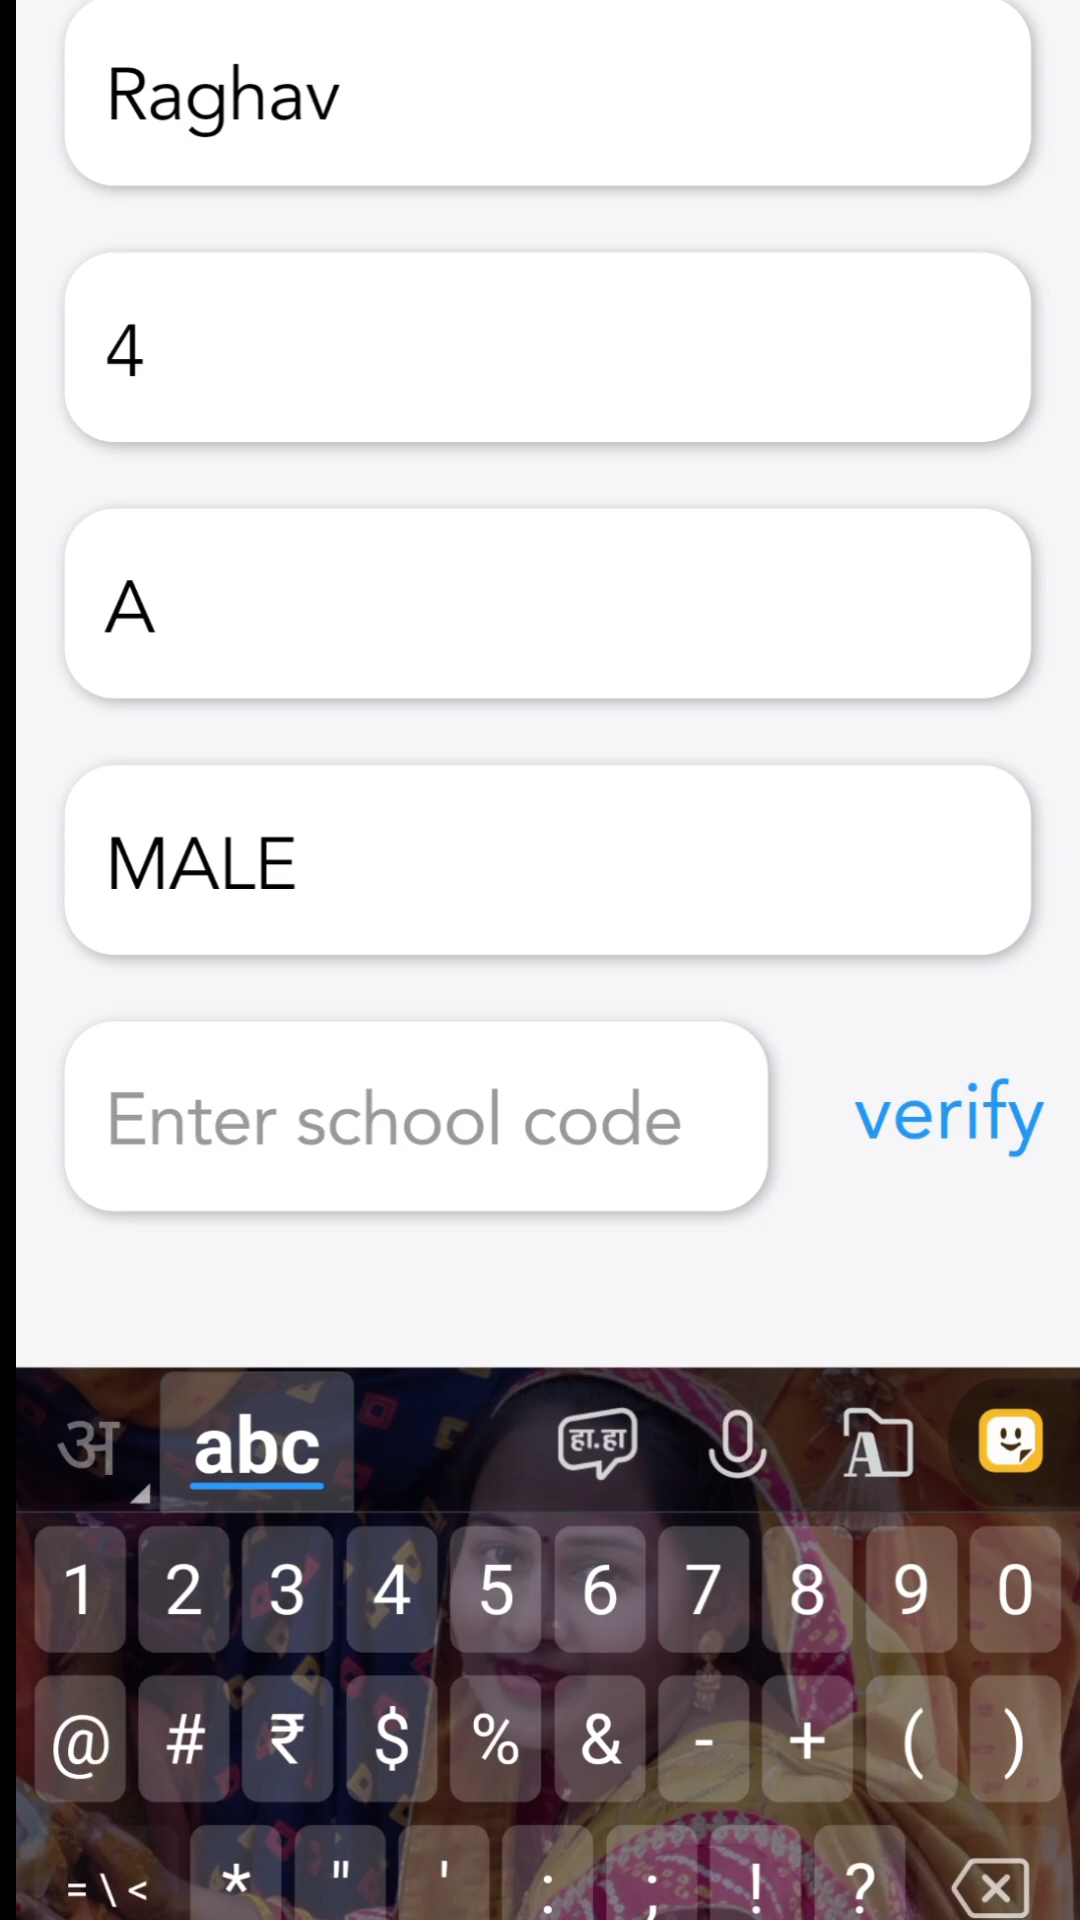 Raghav
4
A
MALE
Enter school code verify
अ abc हा.हा A
1 2 3 4 5 6 7 8 9 0
@ # ₹ $ % & - + ( )
= \ < * " ' : ; ! ?